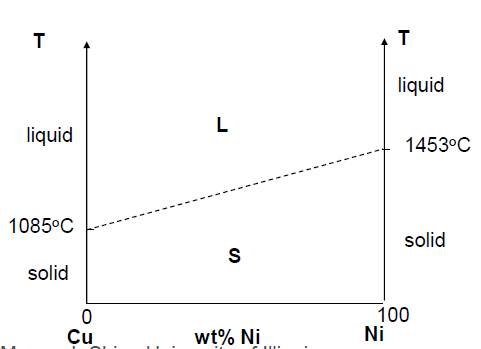 T
T
liquid
liquid
L
1453°C
1085°C
solid
S
solid
0
100
Cu
wt% Ni
Ni